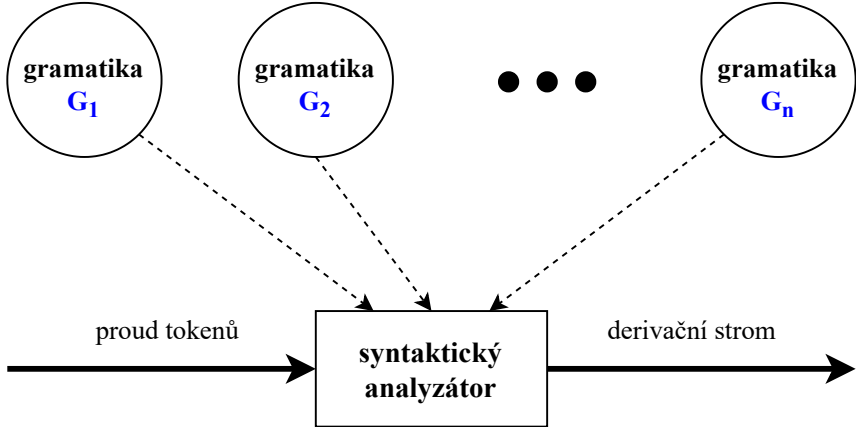 gramatika
G1
gramatika
G2
gramatika
Gn
proud tokenů
derivační strom
syntaktický
analyzátor